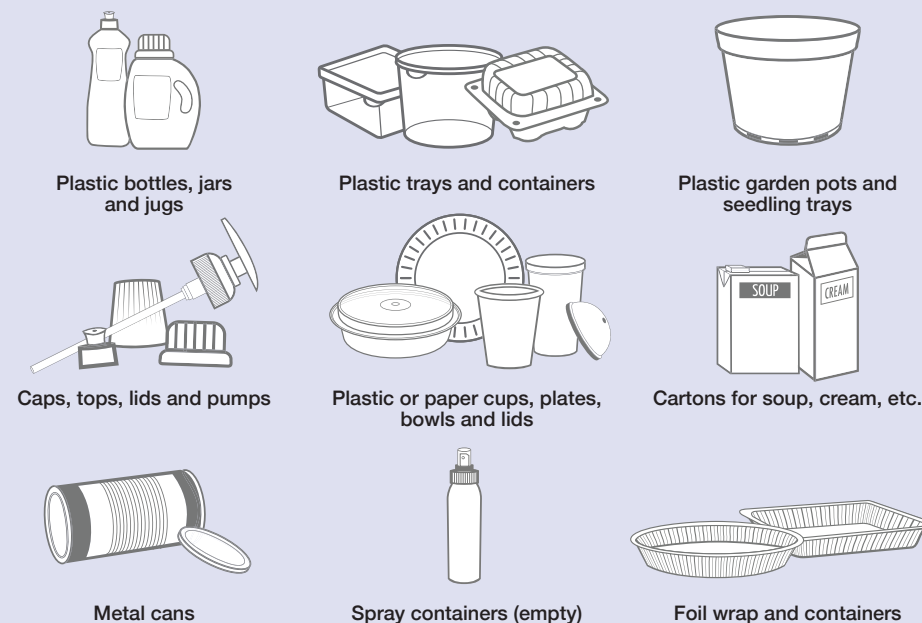 Plastic bottles, jars
and jugs
Plastic trays and containers
Plastic garden pots and
seedling trays
SOUP
CREAM
Caps, tops, lids and pumps
Plastic or paper cups, plates,
bowls and lids
Cartons for soup, cream, etc.
Metal cans
Spray containers (empty)
Foil wrap and containers